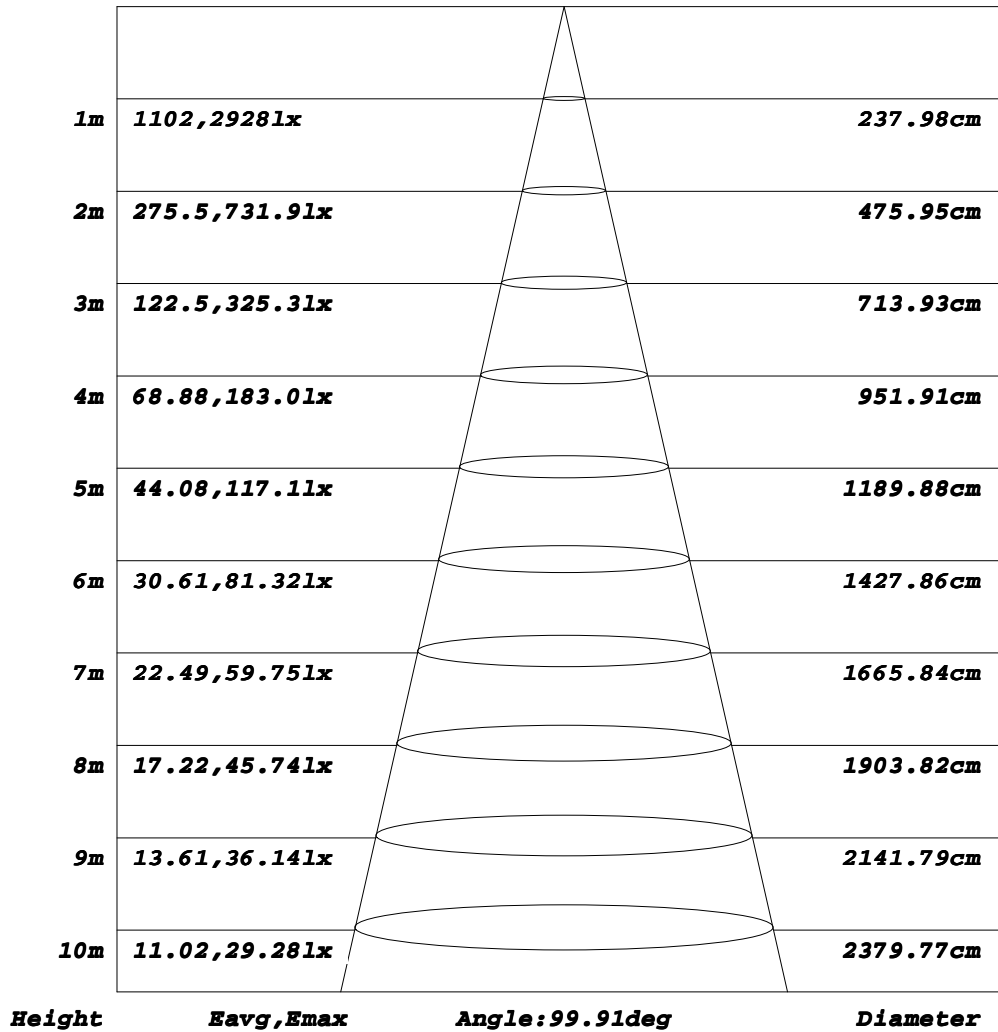 1m 1102,2928lx 237.98cm
2m 275.5,731.9lx 475.95cm
3m 122.5,325.3lx 713.93cm
4m 68.88,183.0lx 951.91cm
5m 44.08,117.1lx 1189.88cm
6m 30.61,81.32lx 1427.86cm
7m 22.49,59.75lx 1665.84cm
8m 17.22,45.74lx 1903.82cm
9m 13.61,36.14lx 2141.79cm
10m 11.02,29.28lx 2379.77cm
Height Eavg,Emax Angle:99.91deg Diameter